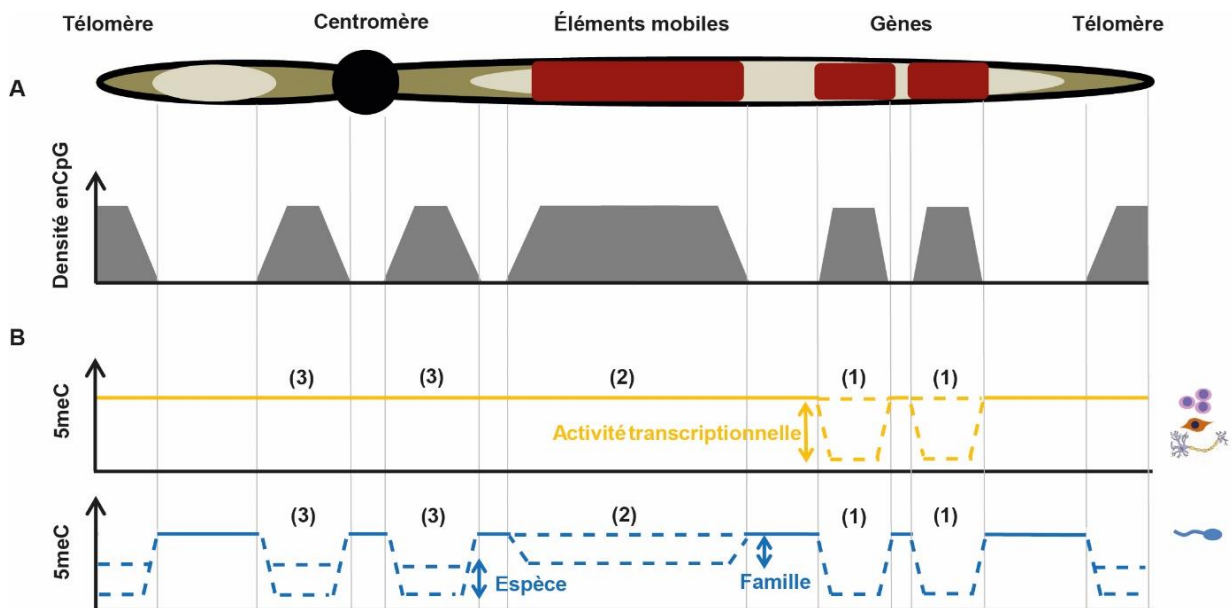 Télomère Centromère Éléments mobiles Gènes Télomère
A
Densité enCpG
B
(3) (3) (2) (1) (1)
5meC
Activité transcriptionnelle
(3) (3) (2) (1) (1)
5meC
Espèce Famille